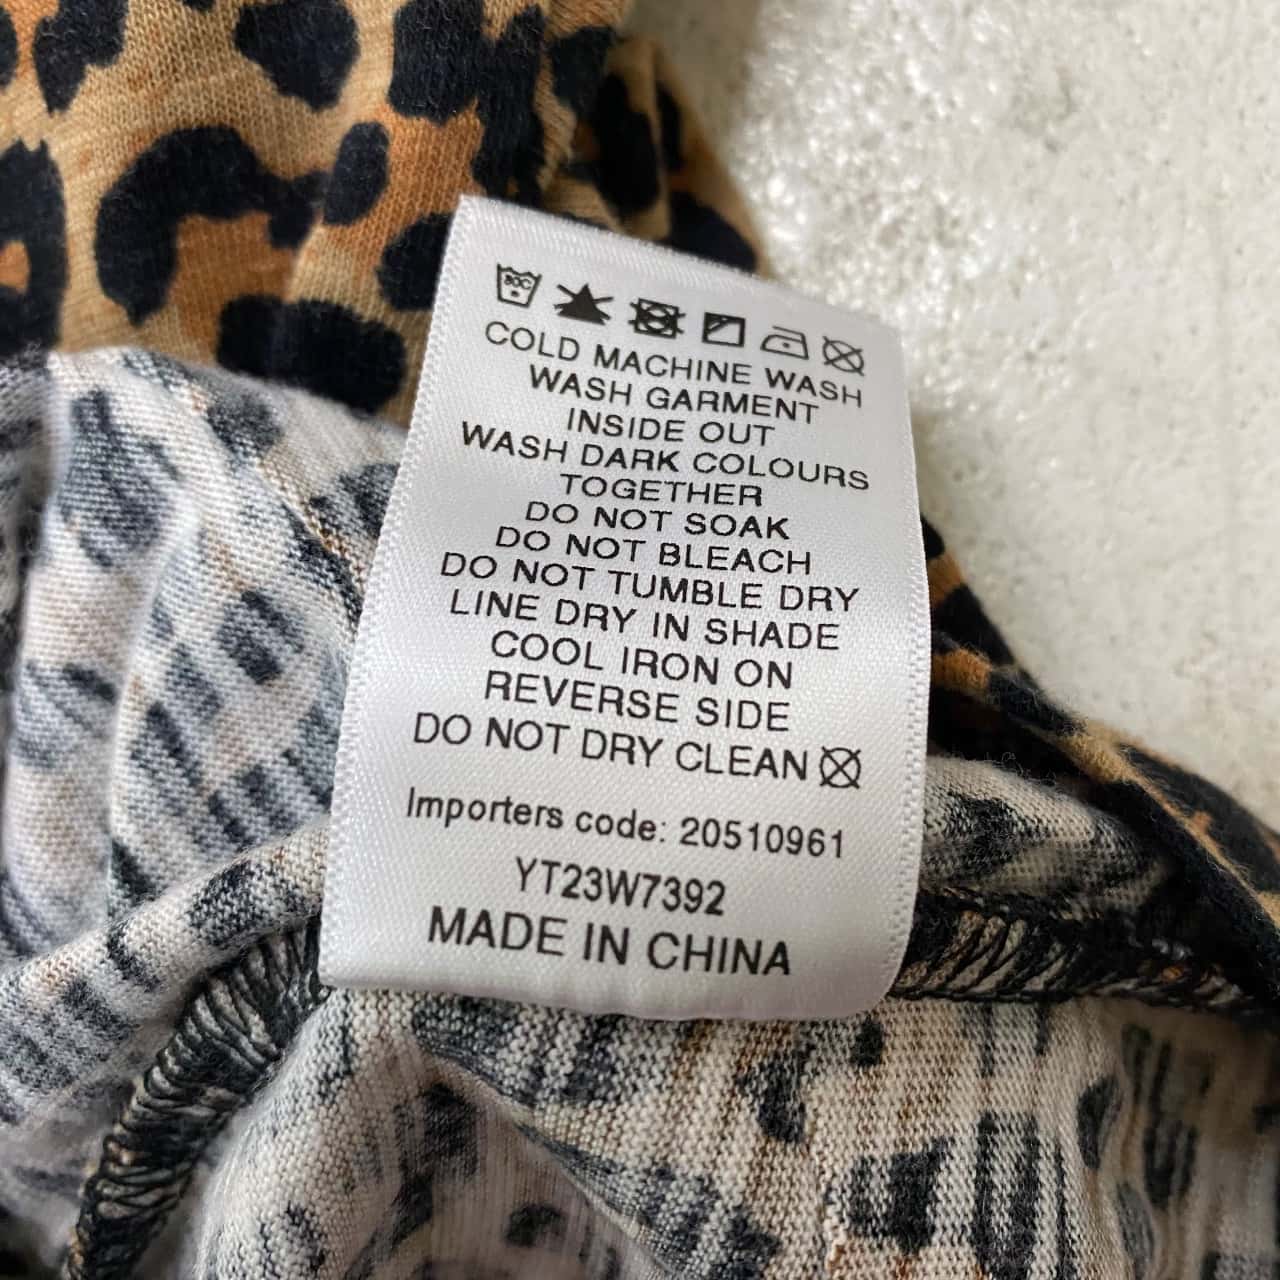 30C
COLD MACHINE WASH
WASH GARMENT
INSIDE OUT
WASH DARK COLOURS
TOGETHER
DO NOT SOAK
DO NOT BLEACH
DO NOT TUMBLE DRY
LINE DRY IN SHADE
COOL IRON ON
REVERSE SIDE
DO NOT DRY CLEAN
Importers code: 20510961
YT23W7392
MADE IN CHINA